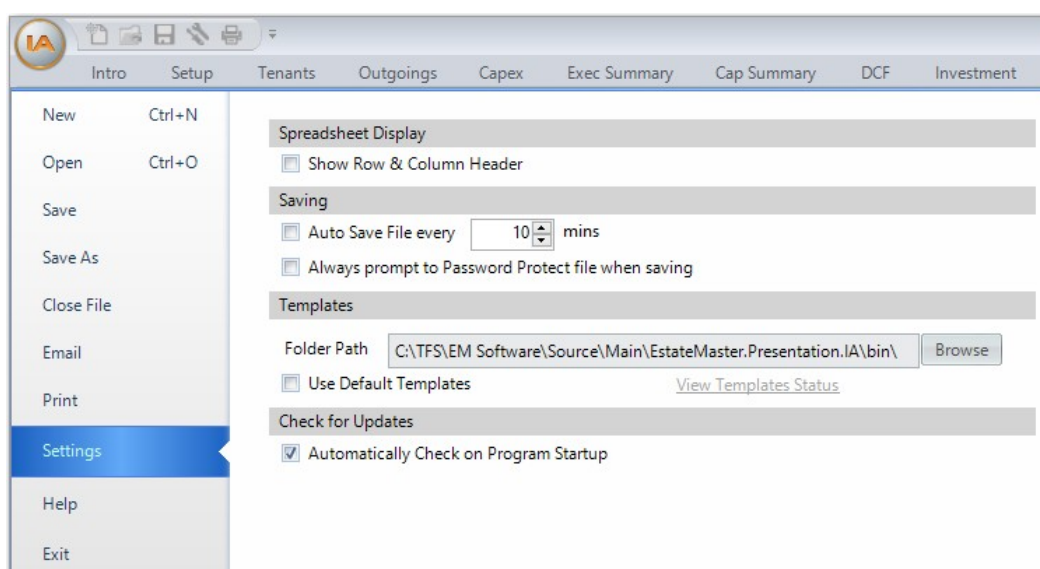 IA
Intro Setup Tenants Outgoings Capex Exec Summary Cap Summary DCF Investment
New Ctrl+N
Open Ctrl+O
Save
Save As
Close File
Email
Print
Settings
Help
Exit
Spreadsheet Display
Show Row & Column Header
Saving
Auto Save File every 10 mins
Always prompt to Password Protect file when saving
Templates
Folder Path C:\TFS\EM Software\Source\Main\EstateMaster.Presentation.IA\bin\ Browse
Use Default Templates View Templates Status
Check for Updates
Automatically Check on Program Startup